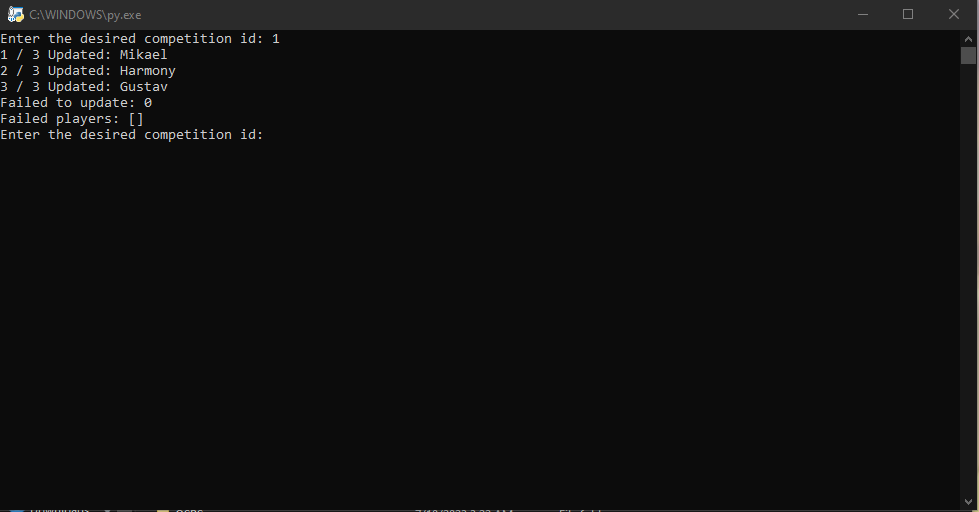 C:\WINDOWS\py.exe
Enter the desired competition id: 1
1 / 3 Updated: Mikael
2 / 3 Updated: Harmony
3 / 3 Updated: Gustav
Failed to update: 0
Failed players: []
Enter the desired competition id: